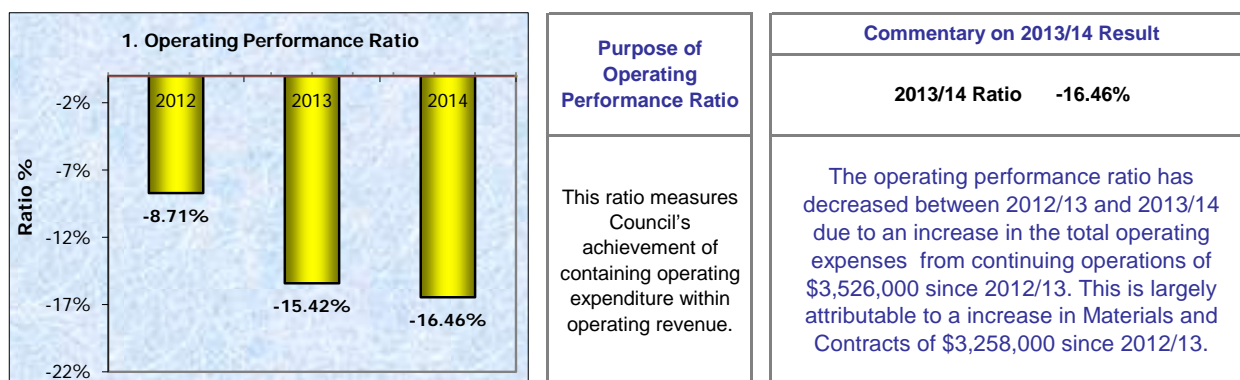 1. Operating Performance Ratio
Ratio %
-2%
-7%
-12%
-17%
-22%
2012
2013
2014
-8.71%
-15.42%
-16.46%
Purpose of
Operating
Performance Ratio
This ratio measures
Council's
achievement of
containing operating
expenditure within
operating revenue.
Commentary on 2013/14 Result
2013/14 Ratio -16.46%
The operating performance ratio has
decreased between 2012/13 and 2013/14
due to an increase in the total operating
expenses from continuing operations of
$3,526,000 since 2012/13. This is largely
attributable to a increase in Materials and
Contracts of $3,258,000 since 2012/13.